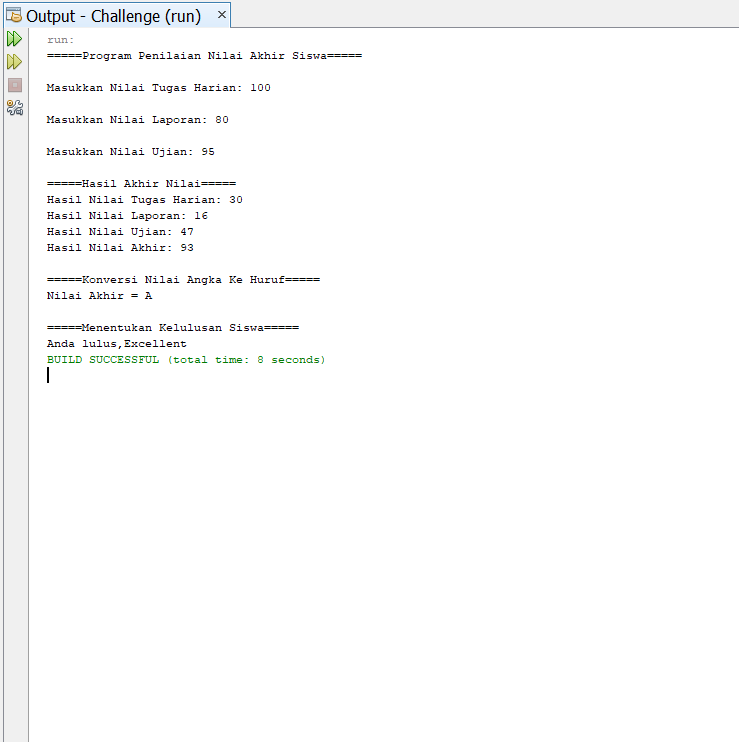 Output - Challenge (run) ×
run:
=====Program Penilaian Nilai Akhir Siswa=====
Masukkan Nilai Tugas Harian: 100
Masukkan Nilai Laporan: 80
Masukkan Nilai Ujian: 95
=====Hasil Akhir Nilai=====
Hasil Nilai Tugas Harian: 30
Hasil Nilai Laporan: 16
Hasil Nilai Ujian: 47
Hasil Nilai Akhir: 93
=====Konversi Nilai Angka Ke Huruf=====
Nilai Akhir = A
=====Menentukan Kelulusan Siswa=====
Anda lulus,Excellent
BUILD SUCCESSFUL (total time: 8 seconds)